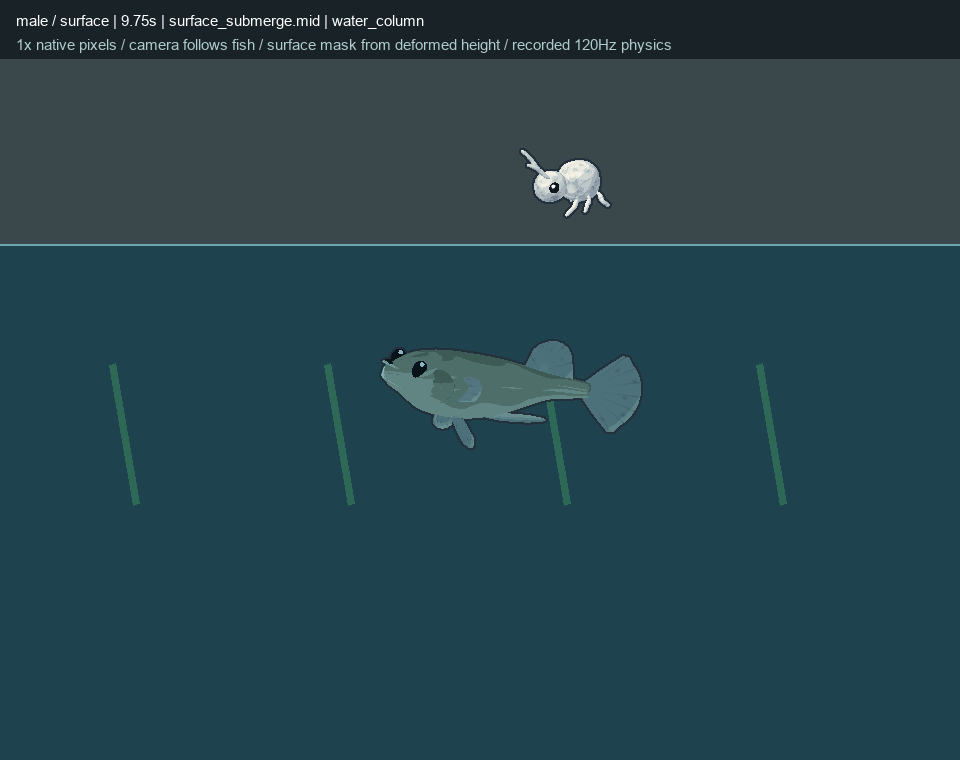 male / surface | 9.75s | surface_submerge.mid | water_column
1x native pixels / camera follows fish / surface mask from deformed height / recorded 120Hz physics